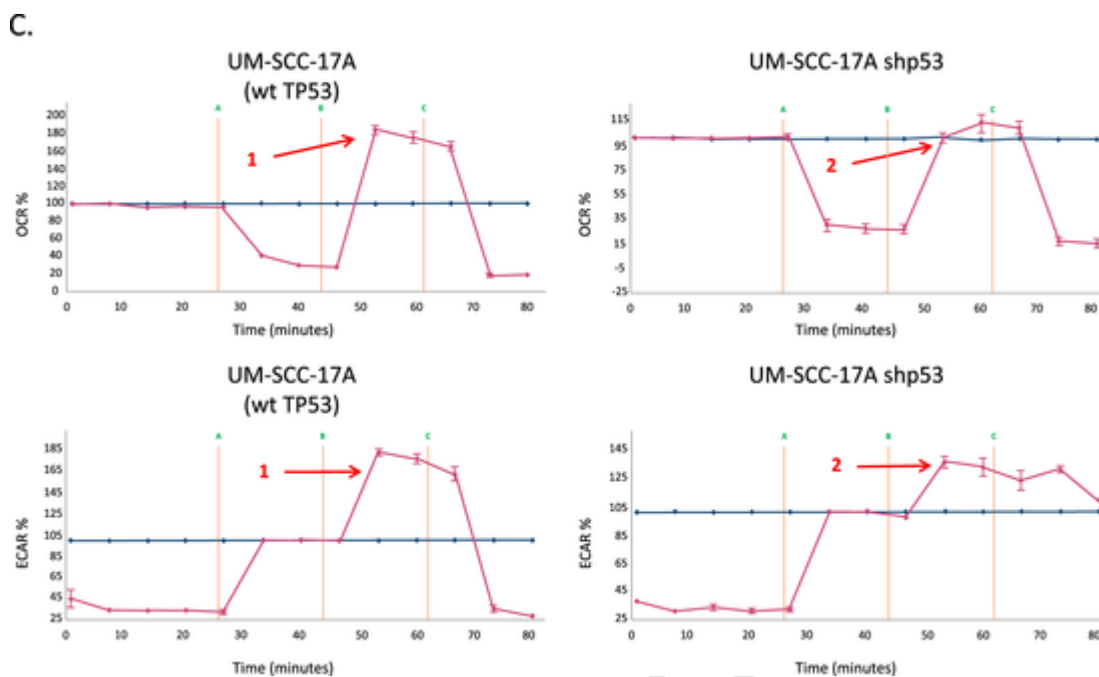 C.
UM-SCC-17A
(wt TP53)
A
B
C
200
180
160
140
120
100
80
60
40
20
0
OCR %
1
0 10 20 30 40 50 60 70 80
Time (minutes)
UM-SCC-17A shp53
A
B
C
115
95
75
55
35
15
-5
-25
OCR %
2
0 10 20 30 40 50 60 70 80
Time (minutes)
UM-SCC-17A
(wt TP53)
A
B
C
185
165
145
125
105
85
65
45
25
ECAR %
1
0 10 20 30 40 50 60 70 80
Time (minutes)
UM-SCC-17A shp53
A
B
C
145
125
105
85
65
45
25
ECAR %
2
0 10 20 30 40 50 60 70 80
Time (minutes)